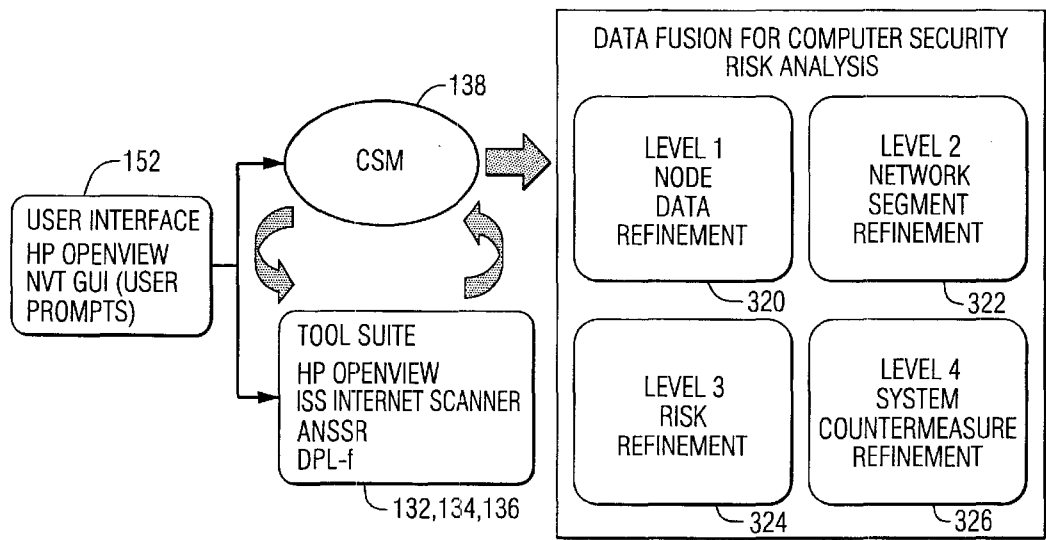 152
USER INTERFACE
HP OPENVIEW
NVT GUI (USER
PROMPTS)
138
CSM
TOOL SUITE
HP OPENVIEW
ISS INTERNET SCANNER
ANSSR
DPL-f
132,134,136
DATA FUSION FOR COMPUTER SECURITY
RISK ANALYSIS
LEVEL 1
NODE
DATA
REFINEMENT
320
LEVEL 2
NETWORK
SEGMENT
REFINEMENT
322
LEVEL 3
RISK
REFINEMENT
324
LEVEL 4
SYSTEM
COUNTERMEASURE
REFINEMENT
326